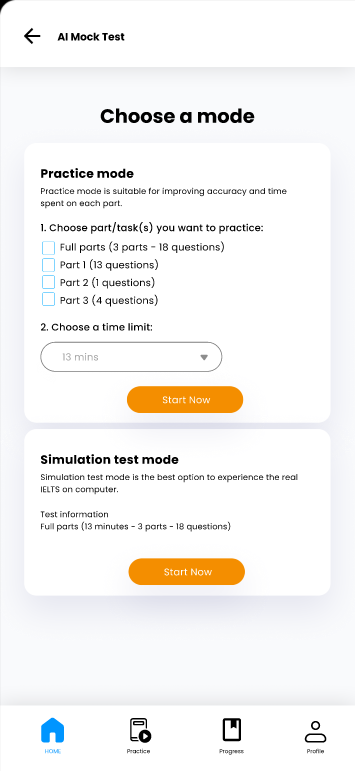 AI Mock Test
Choose a mode
Practice mode
Practice mode is suitable for improving accuracy and time
spent on each part.
1. Choose part/task(s) you want to practice:
Full parts (3 parts - 18 questions)
Part 1 (13 questions)
Part 2 (1 questions)
Part 3 (4 questions)
2. Choose a time limit:
13 mins
Start Now
Simulation test mode
Simulation test mode is the best option to experience the real
IELTS on computer.
Test information
Full parts (13 minutes - 3 parts - 18 questions)
Start Now
HOME
Practice
Progress
Profile